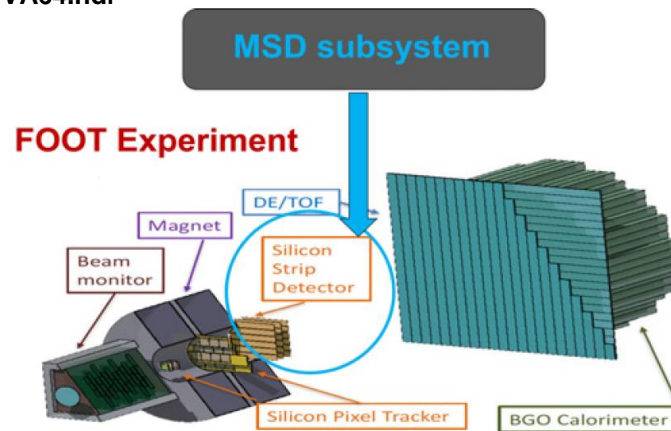 MSD subsystem
FOOT Experiment
DE/TOF
Magnet
Silicon
Strip
Detector
Beam
monitor
Silicon Pixel Tracker
BGO Calorimeter